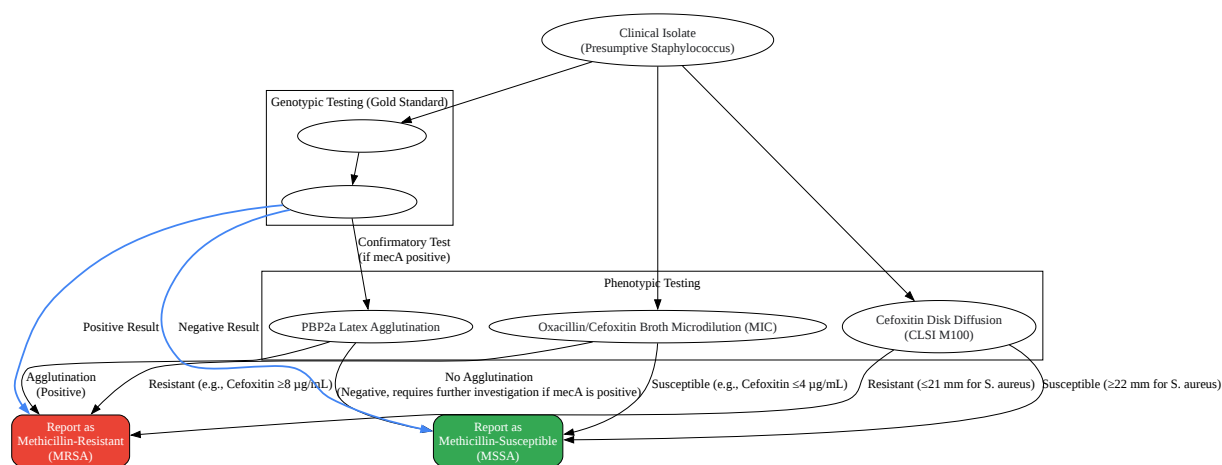 Clinical Isolate
(Presumptive Staphylococcus)
Genotypic Testing (Gold Standard)
Confirmatory Test
(if mecA positive)
Phenotypic Testing
Positive Result
Negative Result
PBP2a Latex Agglutination
Oxacillin/Cefoxitin Broth Microdilution (MIC)
Cefoxitin Disk Diffusion
(CLSI M100)
Agglutination
(Positive)
Resistant (e.g., Cefoxitin ≥8 µg/mL)
No Agglutination
(Negative, requires further investigation if mecA is positive)
Susceptible (e.g., Cefoxitin ≤4 µg/mL)
Resistant (≤21 mm for S. aureus)
Susceptible (≥22 mm for S. aureus)
Report as
Methicillin-Resistant
(MRSA)
Report as
Methicillin-Susceptible
(MSSA)